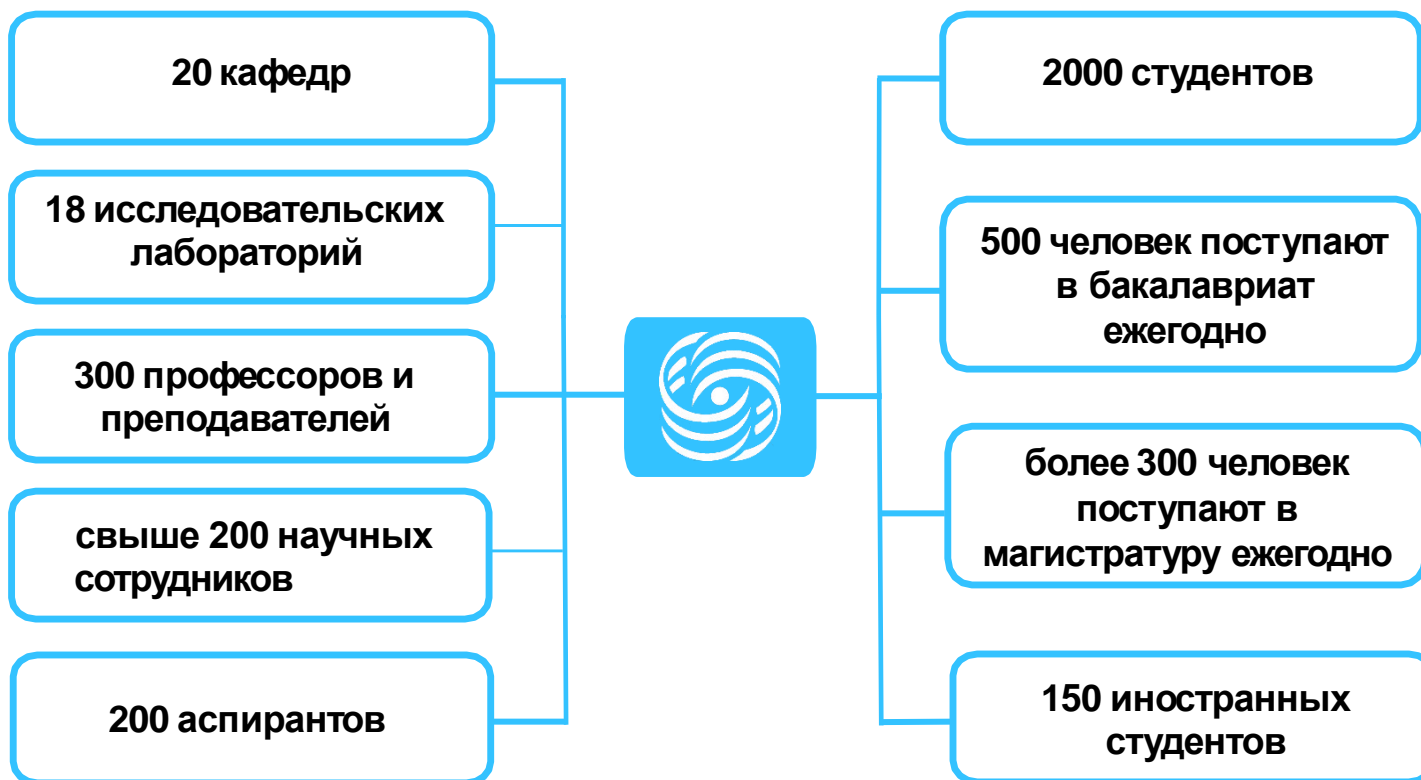 20 кафедр
18 исследовательских
лабораторий
300 профессоров и
преподавателей
свыше 200 научных
сотрудников
200 аспирантов
2000 студентов
500 человек поступают
в бакалавриат
ежегодно
более 300 человек
поступают в
магистратуру ежегодно
150 иностранных
студентов